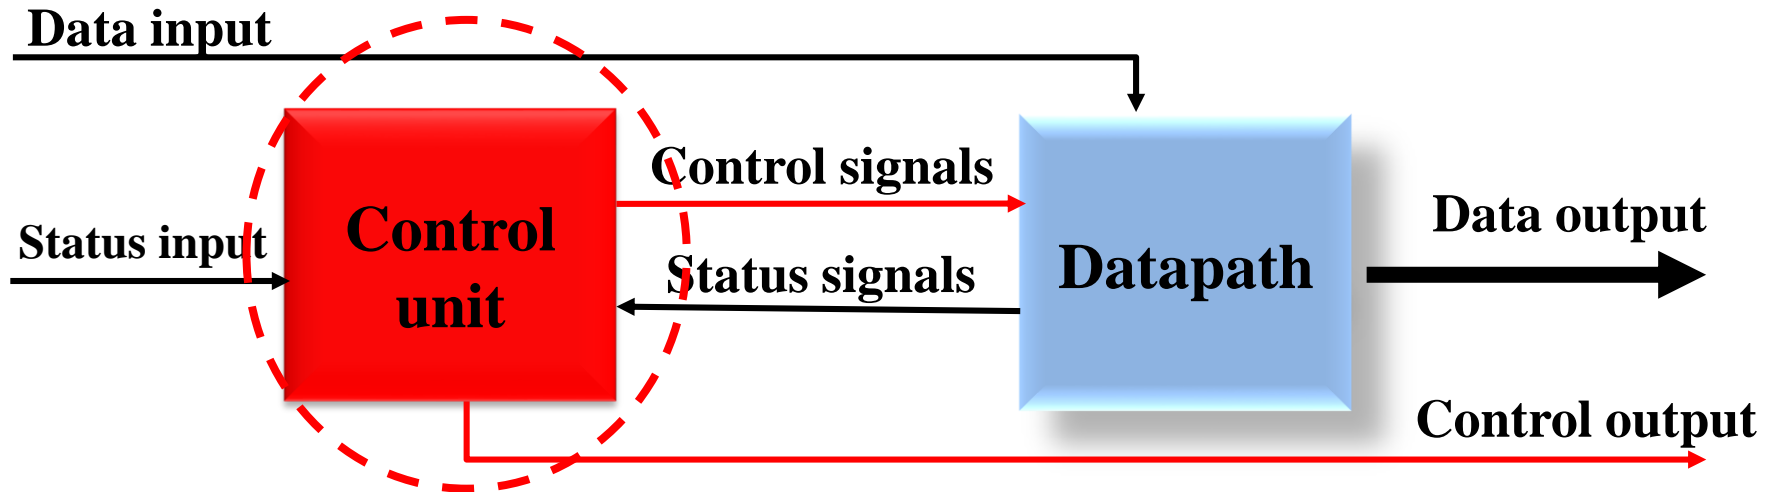 Data input
Control signals
Status input
Control
unit
Status signals
Datapath
Data output
Control output